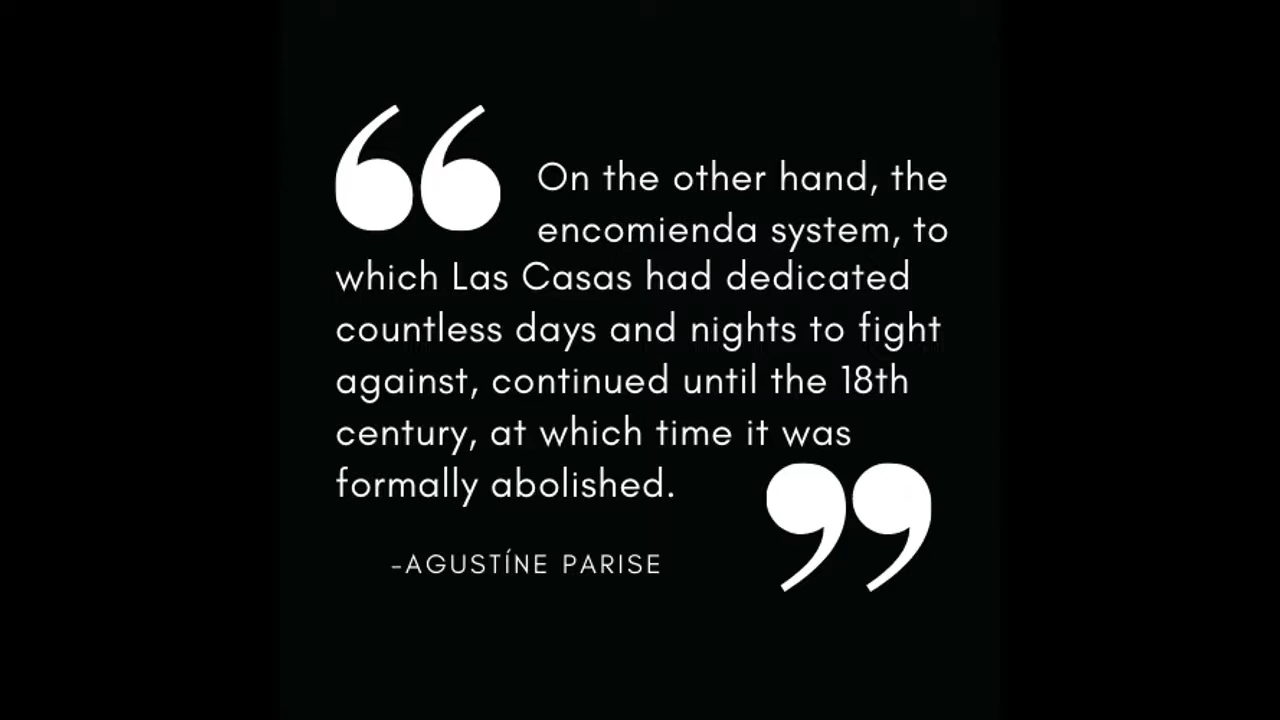 On the other hand, the
encomienda system, to
which Las Casas had dedicated
countless days and nights to fight
against, continued until the 18th
century, at which time it was
formally abolished.
-AGUSTÍNE PARISE